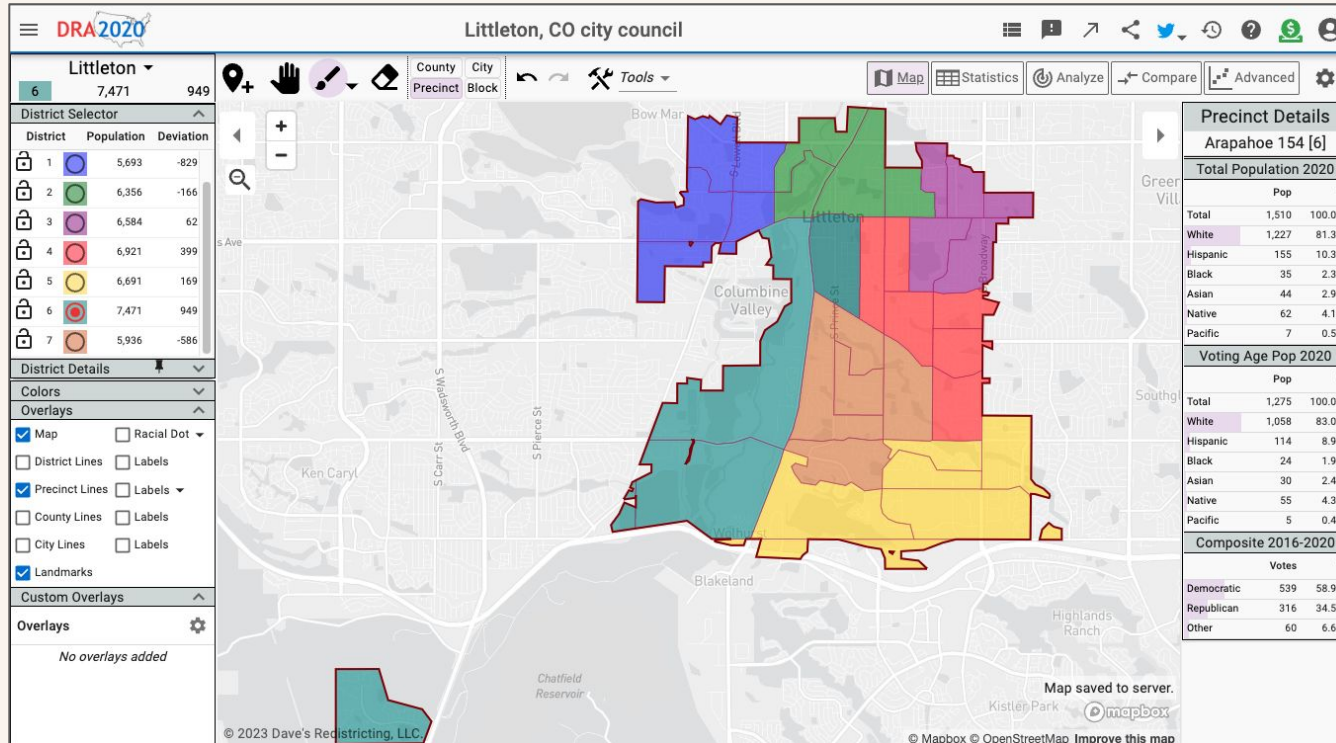 DRA2020
Littleton, CO city council
Littleton
6 7,471 949
County City
Precinct Block
Tools
Map Statistics Analyze Compare Advanced
District Selector
District Population Deviation
1 5,693 -829
2 6,356 -166
3 6,584 62
4 6,921 399
5 6,691 169
6 7,471 949
7 5,936 -586
District Details
Colors
Overlays
Map Racial Dot
District Lines Labels
Precinct Lines Labels
County Lines Labels
City Lines Labels
Landmarks
Custom Overlays
Overlays
No overlays added
+
−
Bow Mar
Littleton
Columbine
Valley
S Prince St
Broadway
S Wadsworth Blvd
S Pierce St
S Carr St
Ken Caryl
s Ave
Green
Vill
Southgl
Blakeland
Highlands
Ranch
Chatfield
Reservoir
Kistler Park
Map saved to server.
mapbox
© 2023 Dave's Redistricting, LLC.
© Mapbox © OpenStreetMap Improve this map
Precinct Details
Arapahoe 154 [6]
Total Population 2020
Pop
Total 1,510 100.0
White 1,227 81.3
Hispanic 155 10.3
Black 35 2.3
Asian 44 2.9
Native 62 4.1
Pacific 7 0.5
Voting Age Pop 2020
Pop
Total 1,275 100.0
White 1,058 83.0
Hispanic 114 8.9
Black 24 1.9
Asian 30 2.4
Native 55 4.3
Pacific 5 0.4
Composite 2016-2020
Votes
Democratic 539 58.9
Republican 316 34.5
Other 60 6.6